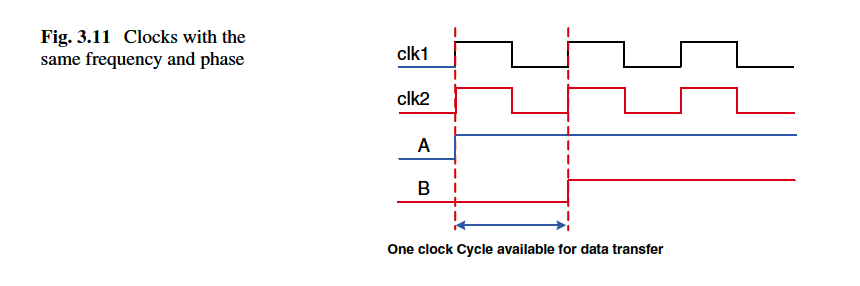 Fig. 3.11 Clocks with the
same frequency and phase
clk1
clk2
A
B
One clock Cycle available for data transfer